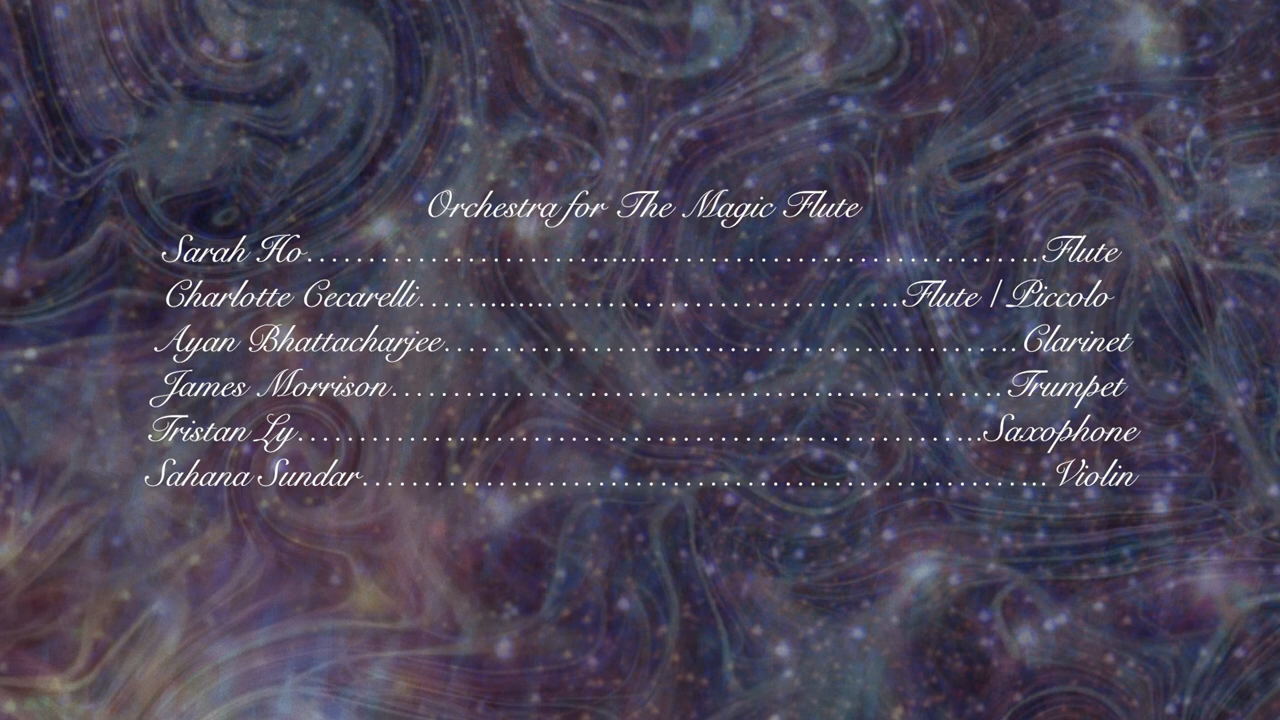 Orchestra for The Magic Flute
Sarah Ho..............................................................Flute
Charlotte Cecarelli..............................................................Flute | Piccolo
Ayan Bhattacharjee..............................................................Clarinet
James Morrison..............................................................Trumpet
Tristan Ly..............................................................Saxophone
Sahana Sundar..............................................................Violin